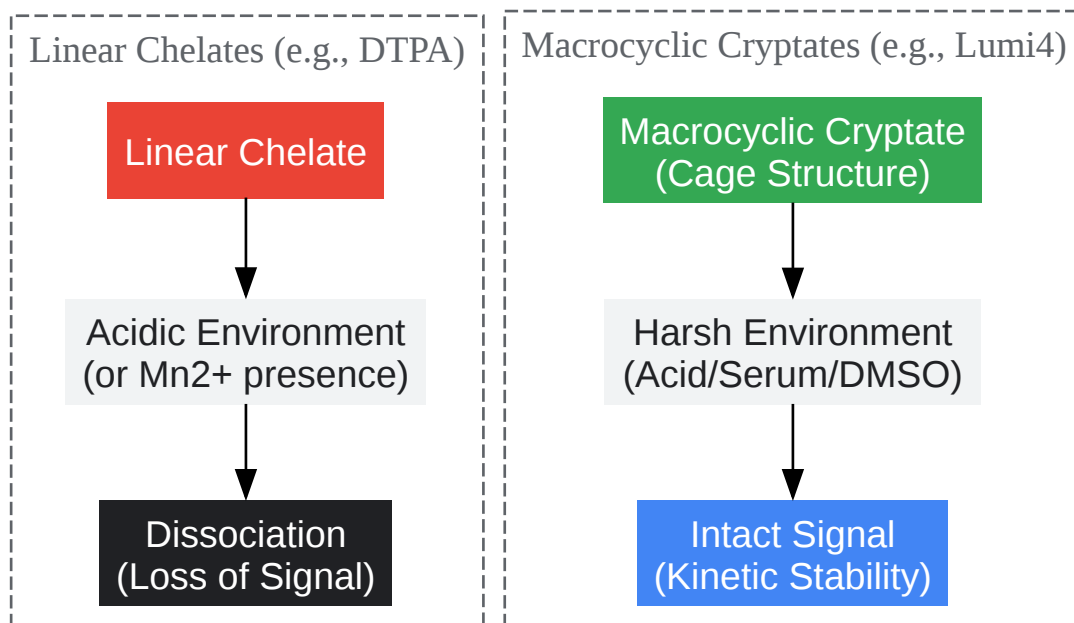 Linear Chelates (e.g., DTPA)
Linear Chelate
Acidic Environment
(or Mn2+ presence)
Dissociation
(Loss of Signal)
Macrocyclic Cryptates (e.g., Lumi4)
Macrocyclic Cryptate
(Cage Structure)
Harsh Environment
(Acid/Serum/DMSO)
Intact Signal
(Kinetic Stability)